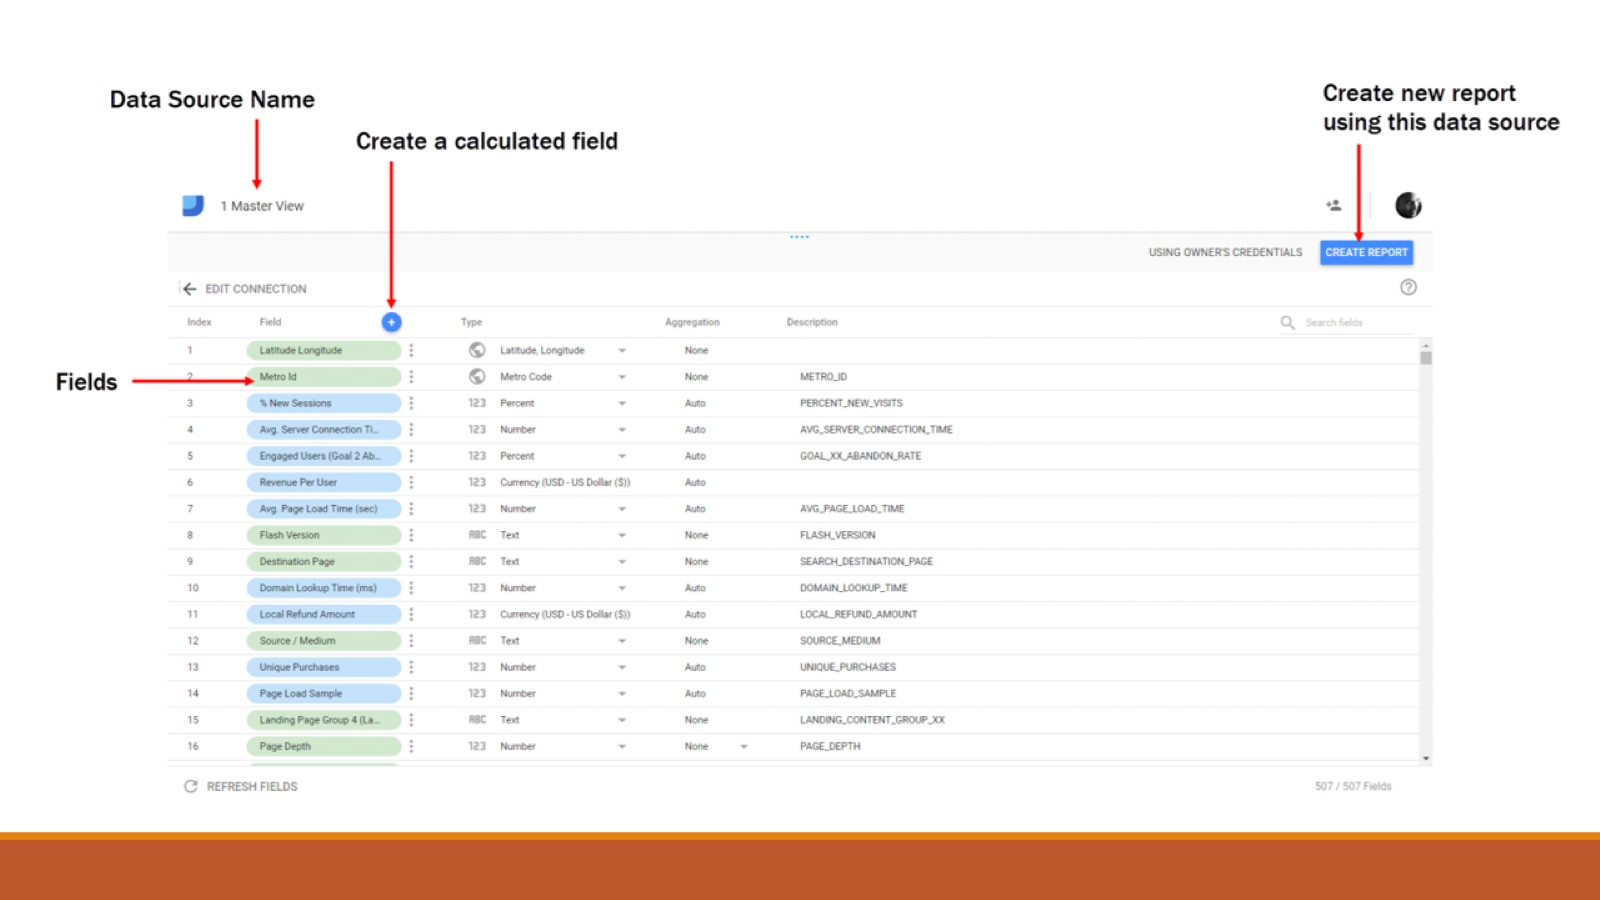 Data Source Name
Create a calculated field
Create new report
using this data source
1 Master View
USING OWNER'S CREDENTIALS CREATE REPORT
EDIT CONNECTION
Index Field Type Aggregation Description Search fields
1 Latitude Longitude Latitude, Longitude None
Fields
2 Metro Id Metro Code None METRO_ID
3 % New Sessions 123 Percent Auto PERCENT_NEW_VISITS
4 Avg. Server Connection Ti... 123 Number Auto AVG_SERVER_CONNECTION_TIME
5 Engaged Users (Goal 2 Ab... 123 Percent Auto GOAL_XX_ABANDON_RATE
6 Revenue Per User 123 Currency (USD - US Dollar ($)) Auto
7 Avg. Page Load Time (sec) 123 Number Auto AVG_PAGE_LOAD_TIME
8 Flash Version ABC Text None FLASH_VERSION
9 Destination Page ABC Text None SEARCH_DESTINATION_PAGE
10 Domain Lookup Time (ms) 123 Number Auto DOMAIN_LOOKUP_TIME
11 Local Refund Amount 123 Currency (USD - US Dollar ($)) Auto LOCAL_REFUND_AMOUNT
12 Source / Medium ABC Text None SOURCE_MEDIUM
13 Unique Purchases 123 Number Auto UNIQUE_PURCHASES
14 Page Load Sample 123 Number Auto PAGE_LOAD_SAMPLE
15 Landing Page Group 4 (La... ABC Text None LANDING_CONTENT_GROUP_XX
16 Page Depth 123 Number None PAGE_DEPTH
REFRESH FIELDS 507 / 507 Fields